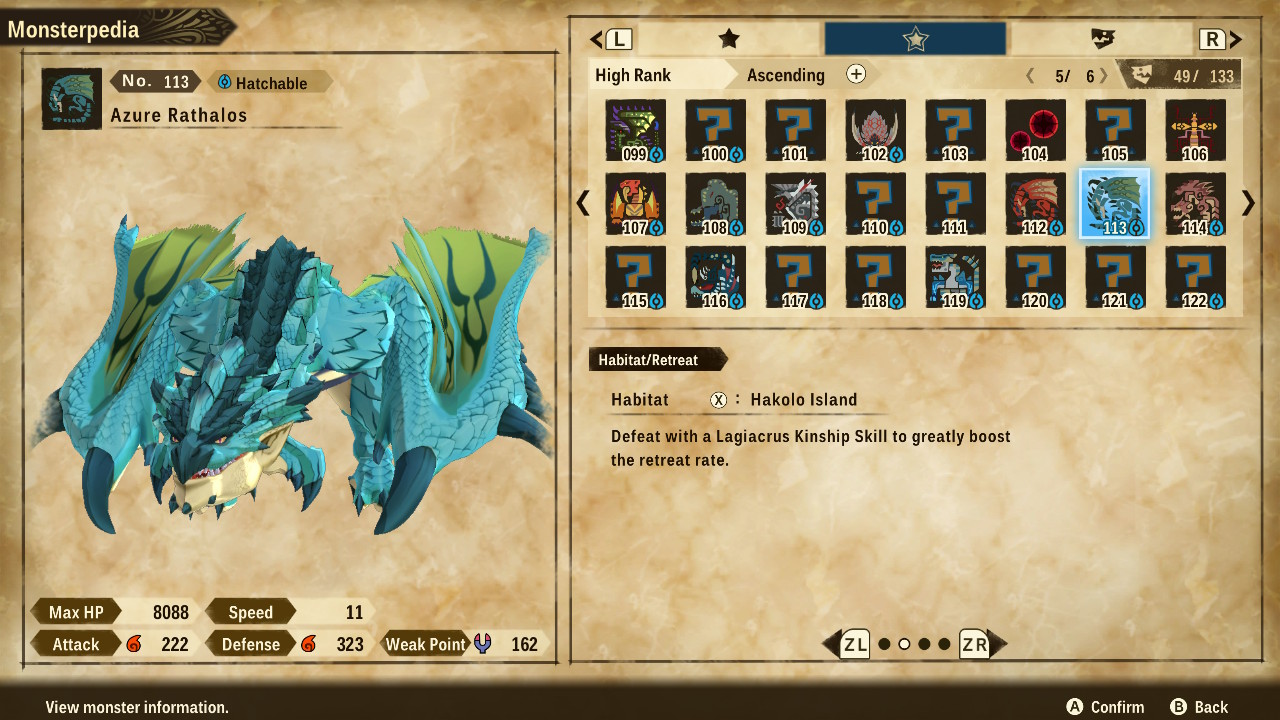 Monsterpedia
No. 113
Hatchable
Azure Rathalos
Max HP 8088
Speed 11
Attack 222
Defense 323
Weak Point 162
L
R
High Rank
Ascending
5/ 6
49/ 133
099 100 101 102 103 104 105 106
107 108 109 110 111 112 113 114
115 116 117 118 119 120 121 122
Habitat/Retreat
Habitat X : Hakolo Island
Defeat with a Lagiacrus Kinship Skill to greatly boost
the retreat rate.
ZL ZR
View monster information.
A Confirm B Back